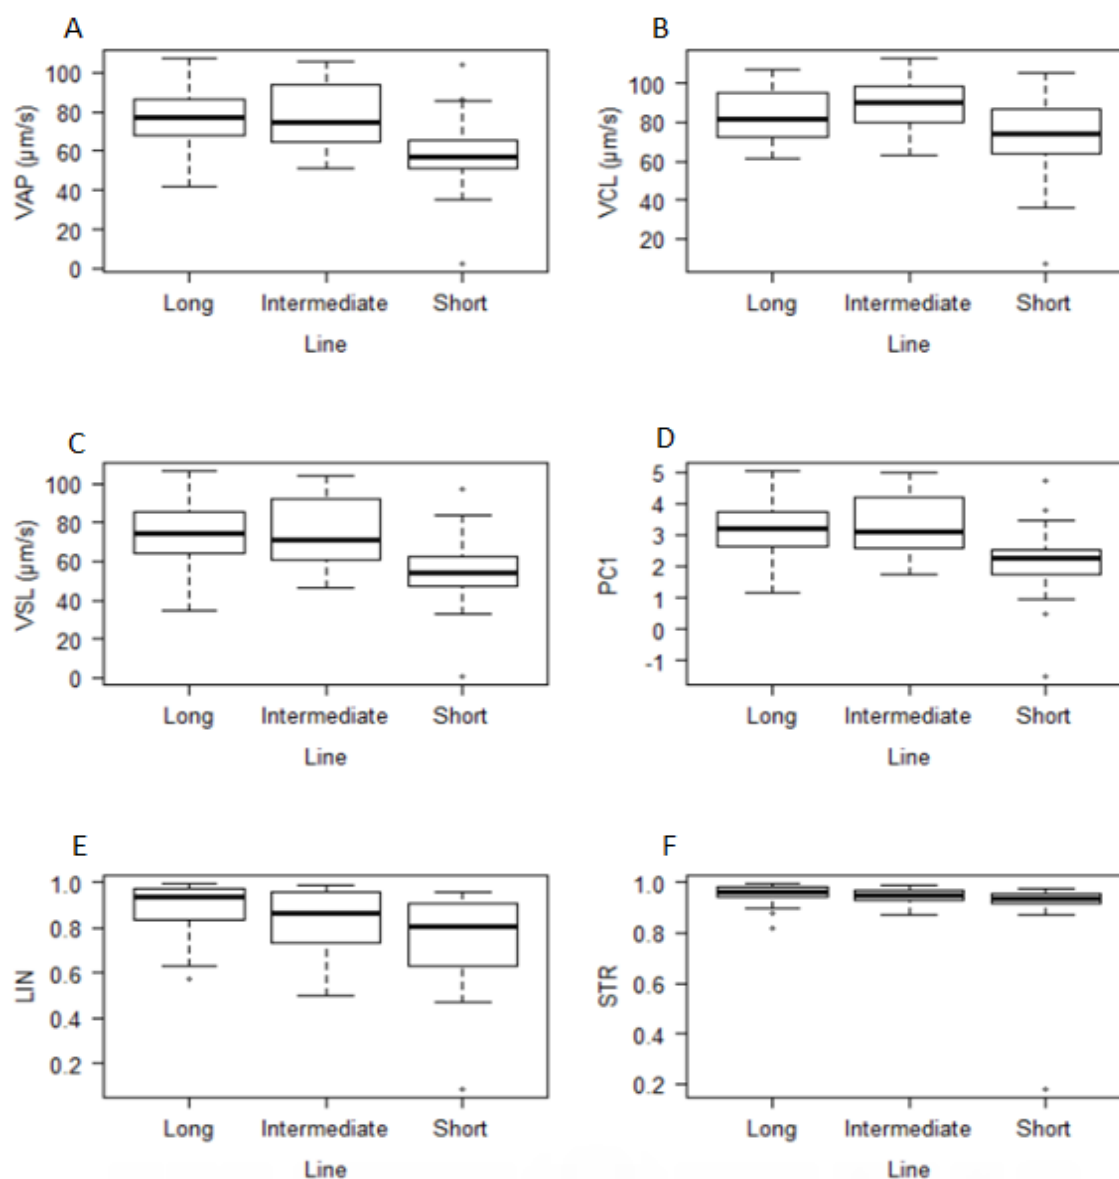 A
VAP (µm/s)
100
80
60
40
20
0
Long Intermediate Short
Line
B
VCL (µm/s)
100
80
60
40
20
Long Intermediate Short
Line
C
VSL (µm/s)
100
80
60
40
20
0
Long Intermediate Short
Line
D
PC1
5
4
3
2
1
0
-1
Long Intermediate Short
Line
E
LIN
1.0
0.8
0.6
0.4
0.2
Long Intermediate Short
Line
F
STR
1.0
0.8
0.6
0.4
0.2
Long Intermediate Short
Line